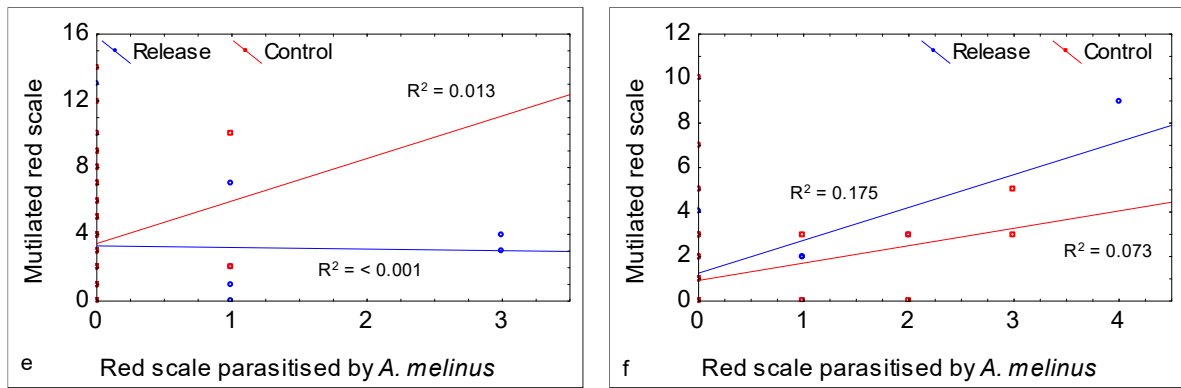 16
12
8
4
0
Mutilated red scale
Release Control
R² = 0.013
R² = < 0.001
0 1 2 3
e Red scale parasitised by A. melinus
12
10
8
6
4
2
0
Mutilated red scale
Release Control
R² = 0.175
R² = 0.073
0 1 2 3 4
f Red scale parasitised by A. melinus